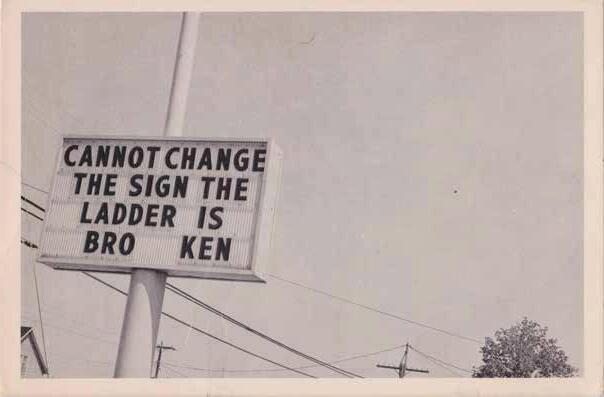 CANNOT CHANGE
THE SIGN THE
LADDER IS
BRO KEN